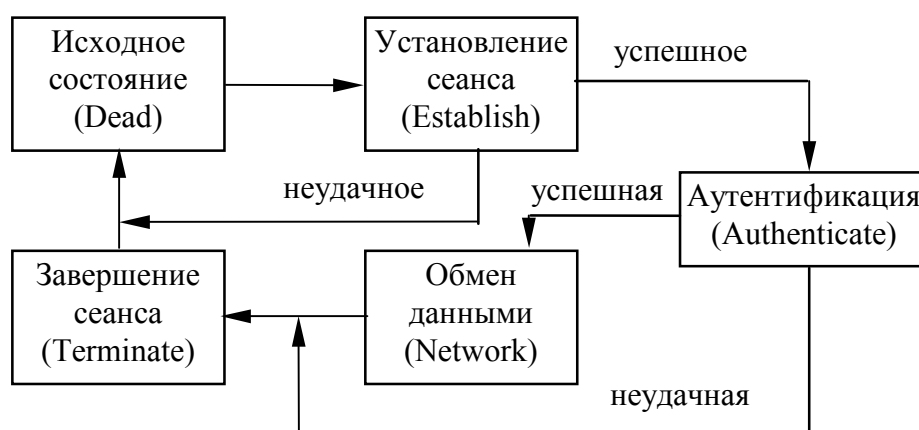 Исходное
состояние
(Dead)
Установление
сеанса
(Establish)
успешное
неудачное
успешная
Аутентификация
(Authenticate)
Завершение
сеанса
(Terminate)
Обмен
данными
(Network)
неудачная